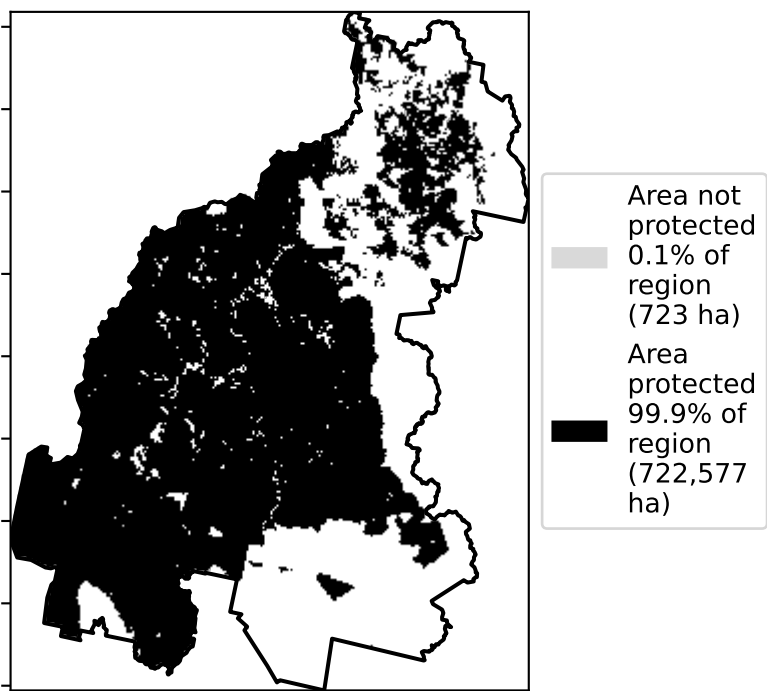 Area not
protected
0.1% of
region
(723 ha)
Area
protected
99.9% of
region
(722,577
ha)